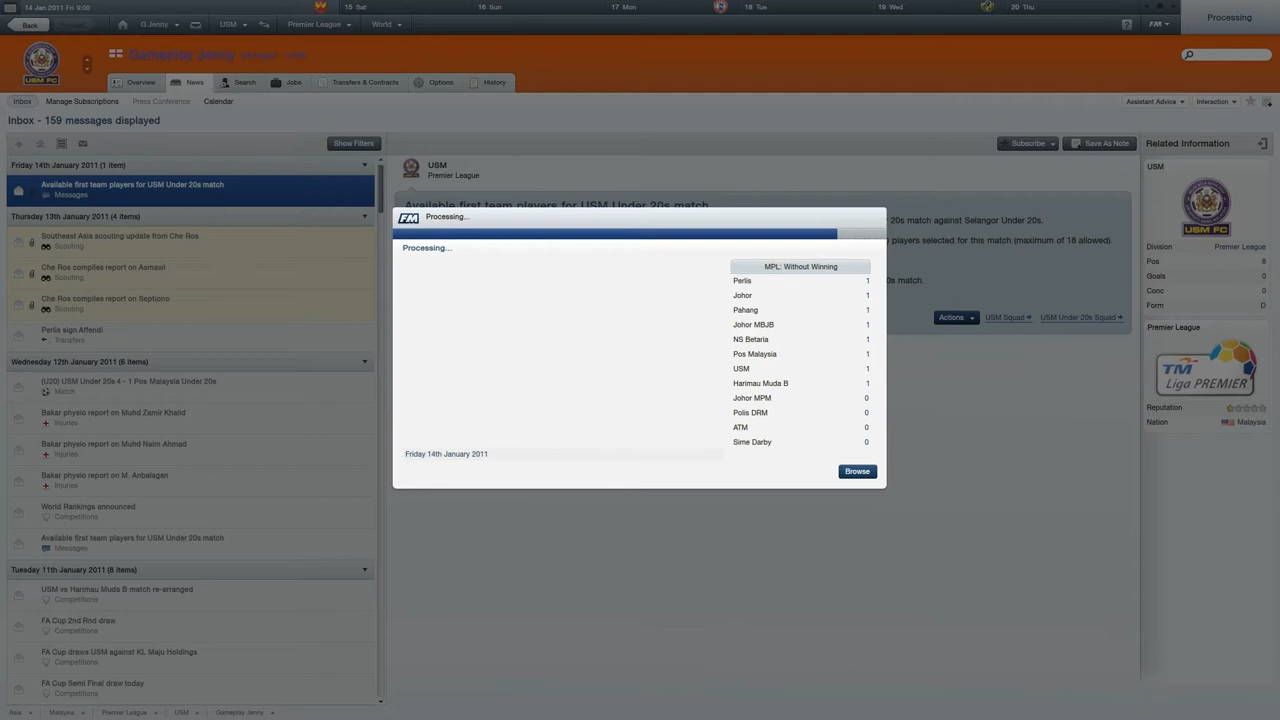 14 Jan 2011 Fri 9:00
15 Sat
16 Sun
17 Mon
18 Tue
19 Wed
20 Thu
Processing
Back
G Jenny
USM
Premier League
World
FM
Gameplay Jenny
USM FC
Overview
News
Search
Jobs
Transfers & Contracts
Options
History
Inbox
Manage Subscriptions
Press Conference
Calendar
Assistant Advice
Interaction
Inbox - 159 messages displayed
Show Filters
Friday 14th January 2011 (1 item)
Available first team players for USM Under 20s match
Messages
Thursday 13th January 2011 (4 items)
Southeast Asia scouting update from Che Ros
Scouting
Che Ros compiles report on Asmawi
Scouting
Che Ros compiles report on Septiono
Scouting
Perlis sign Affendi
Transfers
Wednesday 12th January 2011 (6 items)
(U20) USM Under 20s 4 - 1 Pos Malaysia Under 20s
Match
Bakar physio report on Muhd Zamir Khalid
Injuries
Bakar physio report on Muhd Naim Ahmad
Injuries
Bakar physio report on M. Anbalagan
Injuries
World Rankings announced
Competitions
Available first team players for USM Under 20s match
Messages
Tuesday 11th January 2011 (8 items)
USM vs Harimau Muda B match re-arranged
Competitions
FA Cup 2nd Rnd draw
Competitions
FA Cup draws USM against KL Maju Holdings
Competitions
FA Cup Semi Final draw today
Competitions
USM
Premier League
Subscribe
Save As Note
Available first team players for USM Under 20s match
20s match against Selangor Under 20s.
players selected for this match (maximum of 18 allowed).
match.
Actions
USM Squad
USM Under 20s Squad
FM
Processing...
Processing...
MPL: Without Winning
Perlis 1
Johor 1
Pahang 1
Johor MBJB 1
NS Betaria 1
Pos Malaysia 1
USM 1
Harimau Muda B 1
Johor MPM 0
Polis DRM 0
ATM 0
Sime Darby 0
Friday 14th January 2011
Browse
Related Information
USM
USM FC
Division Premier League
Pos 8
Goals 0
Conc 0
Form D
Premier League
TM
Liga PREMIER
Reputation
Nation Malaysia
Asia
Malaysia
Premier League
USM
Gameplay Jenny